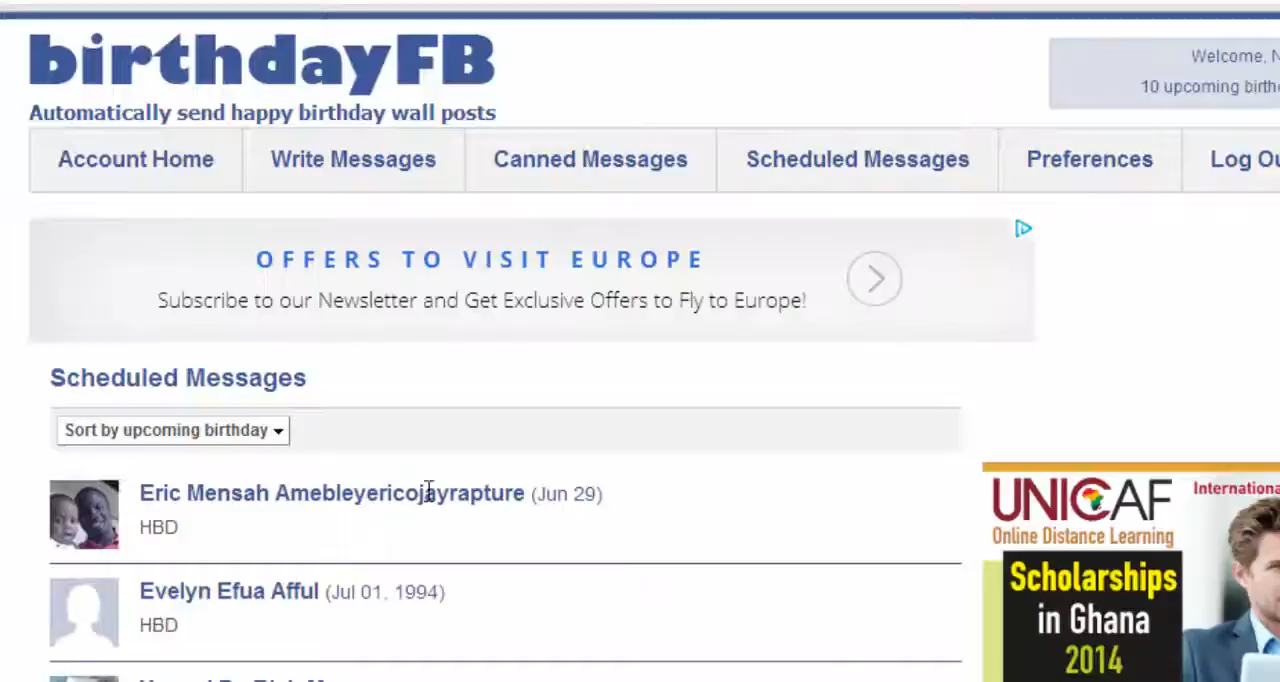 birthdayFB
Automatically send happy birthday wall posts
Welcome,
10 upcoming
Account Home
Write Messages
Canned Messages
Scheduled Messages
Preferences
Log
OFFERS TO VISIT EUROPE
Subscribe to our Newsletter and Get Exclusive Offers to Fly to Europe!
Scheduled Messages
Sort by upcoming birthday
Eric Mensah Amebleyericojayrapture (Jun 29)
HBD
Evelyn Efua Afful (Jul 01, 1994)
HBD
UNICAF
Online Distance Learning
Scholarships
in Ghana
2014